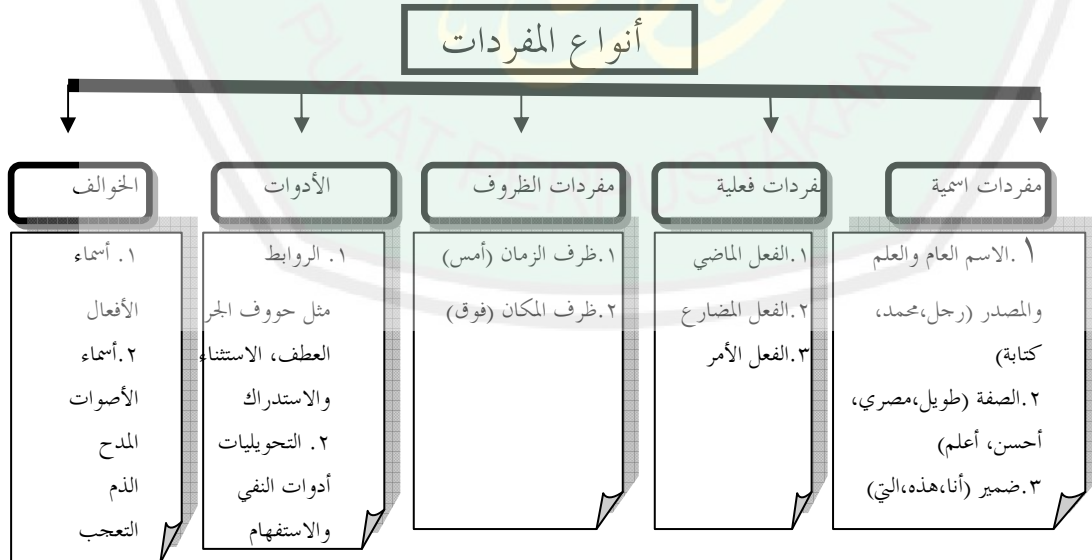 أنواع المفردات
مفردات اسمية
١.الاسم العام والعلم
والمصدر (رجل،محمد،
كتابة)
٢.الصفة (طويل،مصري،
أحسن، أعلم)
٣.ضمير (أنا،هذه،التي)
مفردات فعلية
١.الفعل الماضي
٢.الفعل المضارع
٣.الفعل الأمر
مفردات الظروف
١.ظرف الزمان (أمس)
٢.ظرف المكان (فوق)
الأدوات
١. الروابط
مثل حووف الجر
العطف، الاستثناء
والاستدراك
٢. التحويليات
أدوات النفي
والاستفهام
الخوالف
١. أسماء
الأفعال
٢.أسماء
الأصوات
المدح
الذم
التعجب
PUSAT PERPUSTAKAAN